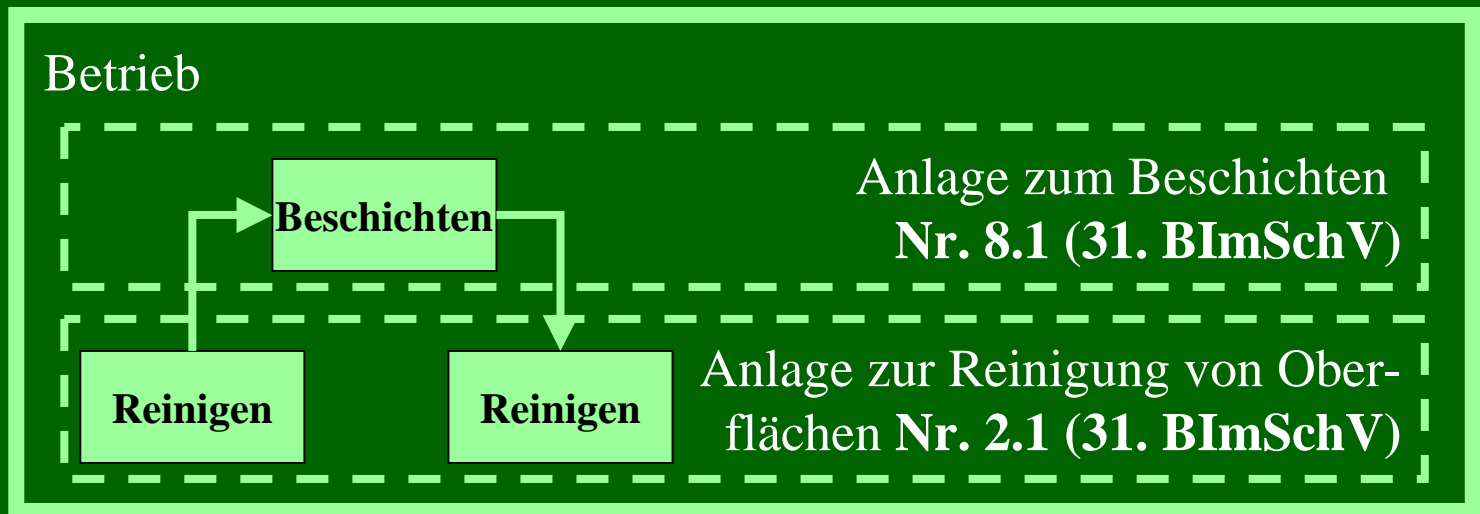 Betrieb
Beschichten
Anlage zum Beschichten
Nr. 8.1 (31. BImSchV)
Reinigen
Reinigen
Anlage zur Reinigung von Ober-
flächen Nr. 2.1 (31. BImSchV)